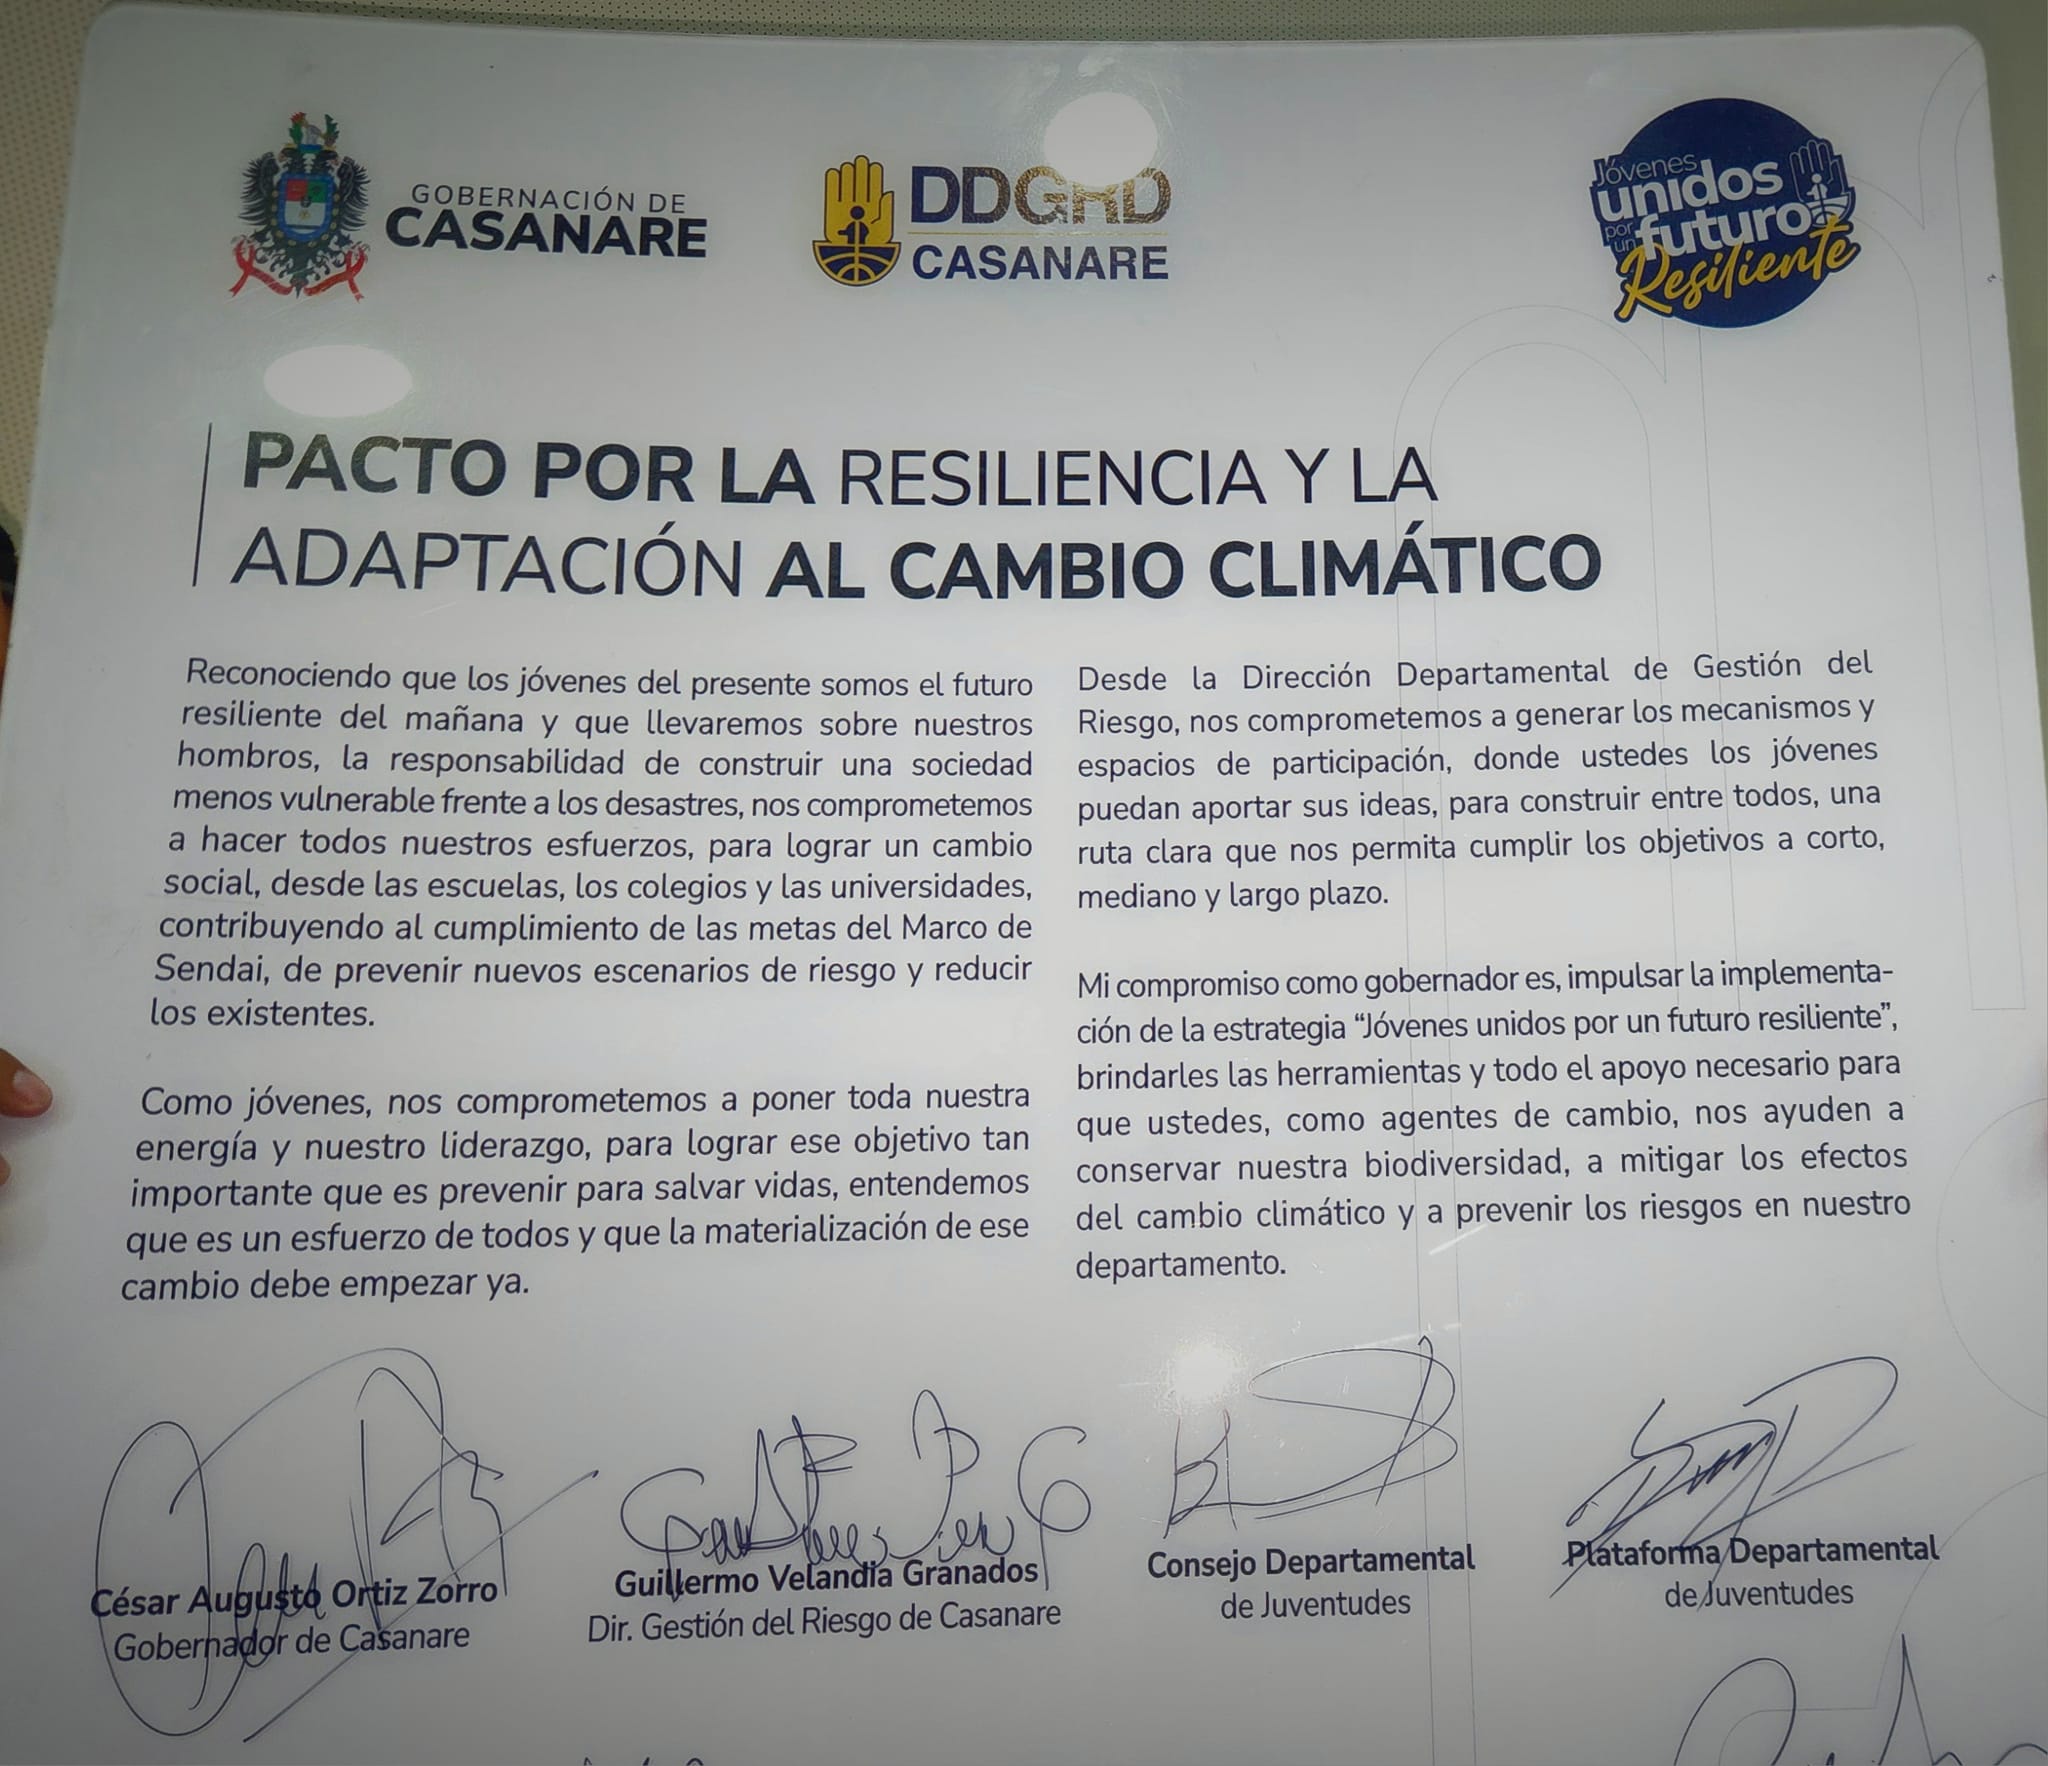 GOBERNACIÓN DE
CASANARE
DDGRD
CASANARE
Jóvenes
unidos
por un
futuro
Resiliente
PACTO POR LA RESILIENCIA Y LA
ADAPTACIÓN AL CAMBIO CLIMÁTICO
Reconociendo que los jóvenes del presente somos el futuro
resiliente del mañana y que llevaremos sobre nuestros
hombros, la responsabilidad de construir una sociedad
menos vulnerable frente a los desastres, nos comprometemos
a hacer todos nuestros esfuerzos, para lograr un cambio
social, desde las escuelas, los colegios y las universidades,
contribuyendo al cumplimiento de las metas del Marco de
Sendai, de prevenir nuevos escenarios de riesgo y reducir
los existentes.
Como jóvenes, nos comprometemos a poner toda nuestra
energía y nuestro liderazgo, para lograr ese objetivo tan
importante que es prevenir para salvar vidas, entendemos
que es un esfuerzo de todos y que la materialización de ese
cambio debe empezar ya.
Desde la Dirección Departamental de Gestión del
Riesgo, nos comprometemos a generar los mecanismos y
espacios de participación, donde ustedes los jóvenes
puedan aportar sus ideas, para construir entre todos, una
ruta clara que nos permita cumplir los objetivos a corto,
mediano y largo plazo.
Mi compromiso como gobernador es, impulsar la implementa-
ción de la estrategia “Jóvenes unidos por un futuro resiliente”,
brindarles las herramientas y todo el apoyo necesario para
que ustedes, como agentes de cambio, nos ayuden a
conservar nuestra biodiversidad, a mitigar los efectos
del cambio climático y a prevenir los riesgos en nuestro
departamento.
César Augusto Ortiz Zorro
Gobernador de Casanare
Guillermo Velandia Granados
Dir. Gestión del Riesgo de Casanare
Consejo Departamental
de Juventudes
Plataforma Departamental
de Juventudes